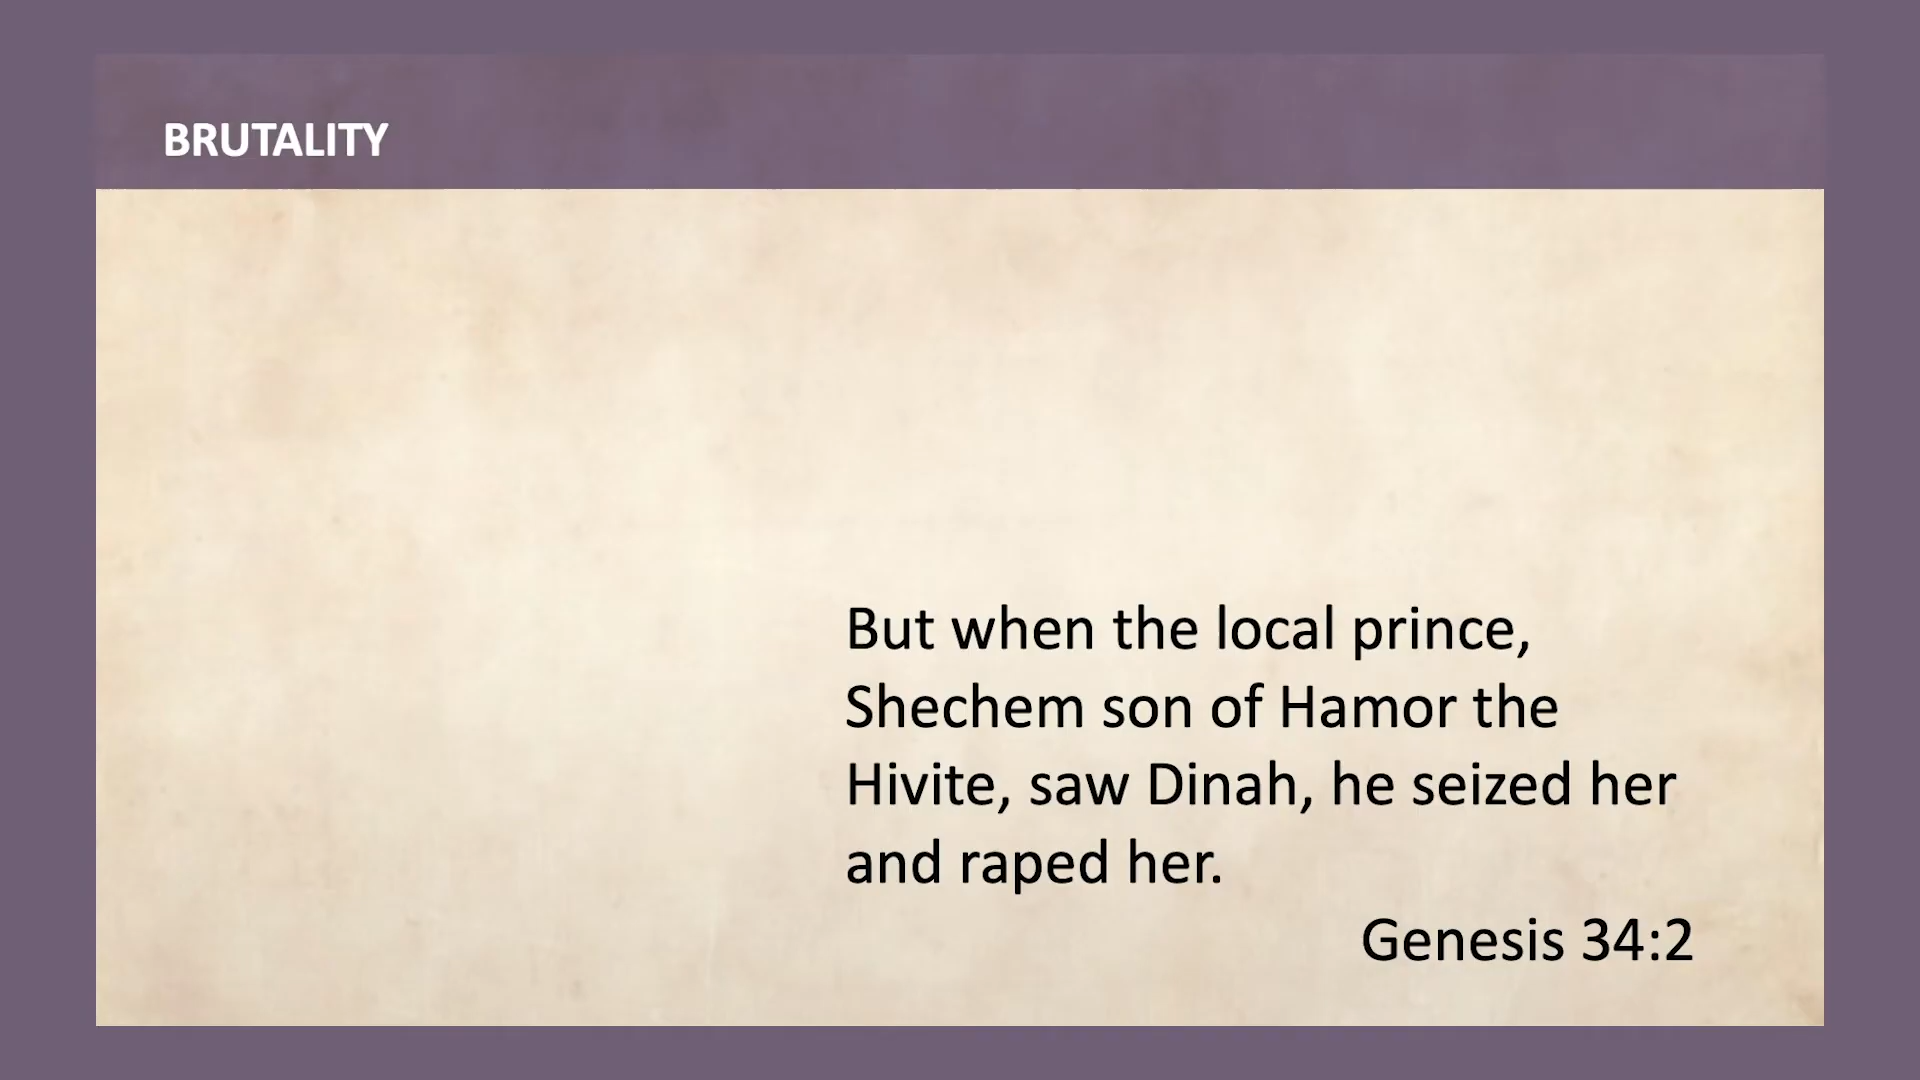 BRUTALITY
But when the local prince,
Shechem son of Hamor the
Hivite, saw Dinah, he seized her
and raped her.
Genesis 34:2